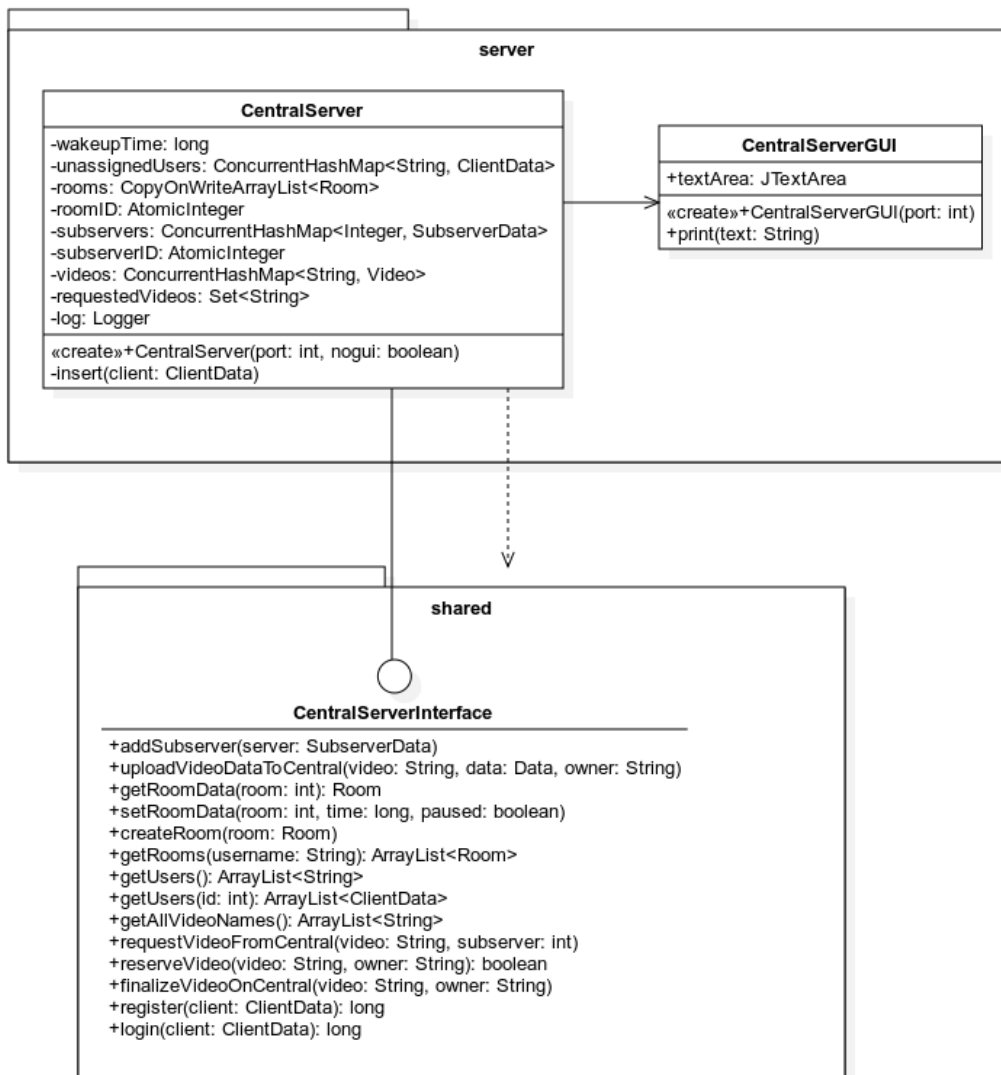 server
CentralServer
-wakeupTime: long
-unassignedUsers: ConcurrentHashMap<String, ClientData>
-rooms: CopyOnWriteArrayList<Room>
-roomID: AtomicInteger
-subservers: ConcurrentHashMap<Integer, SubserverData>
-subserverID: AtomicInteger
-videos: ConcurrentHashMap<String, Video>
-requestedVideos: Set<String>
-log: Logger
«create»+CentralServer(port: int, nogui: boolean)
-insert(client: ClientData)
CentralServerGUI
+textArea: JTextArea
«create»+CentralServerGUI(port: int)
+print(text: String)
shared
CentralServerInterface
+addSubserver(server: SubserverData)
+uploadVideoDataToCentral(video: String, data: Data, owner: String)
+getRoomData(room: int): Room
+setRoomData(room: int, time: long, paused: boolean)
+createRoom(room: Room)
+getRooms(username: String): ArrayList<Room>
+getUsers(): ArrayList<String>
+getUsers(id: int): ArrayList<ClientData>
+getAllVideoNames(): ArrayList<String>
+requestVideoFromCentral(video: String, subserver: int)
+reserveVideo(video: String, owner: String): boolean
+finalizeVideoOnCentral(video: String, owner: String)
+register(client: ClientData): long
+login(client: ClientData): long